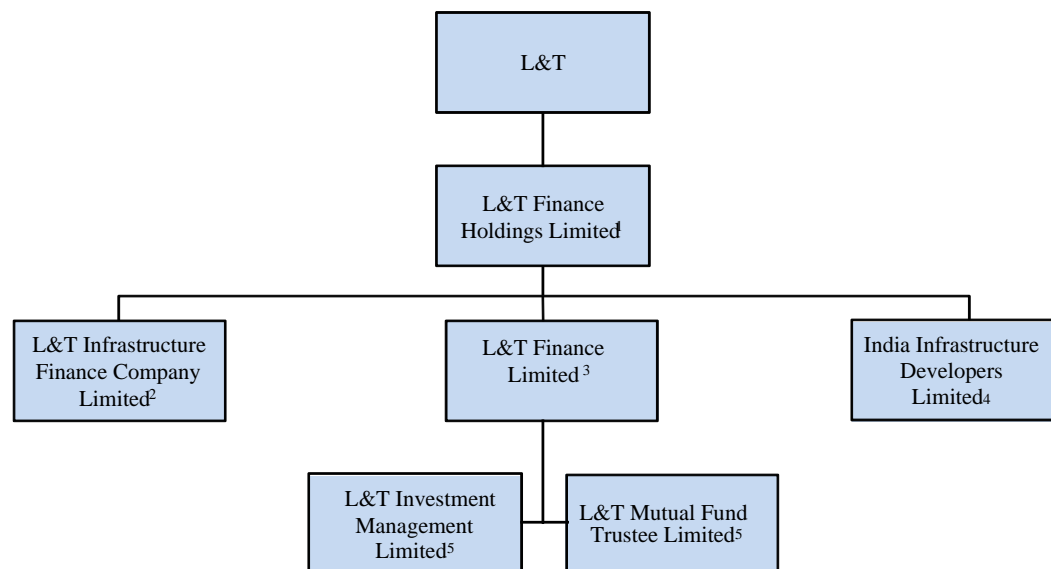 L&T
L&T Finance
Holdings Limited1
L&T Infrastructure
Finance Company
Limited2
L&T Finance
Limited 3
India Infrastructure
Developers
Limited4
L&T Investment
Management
Limited5
L&T Mutual Fund
Trustee Limited5